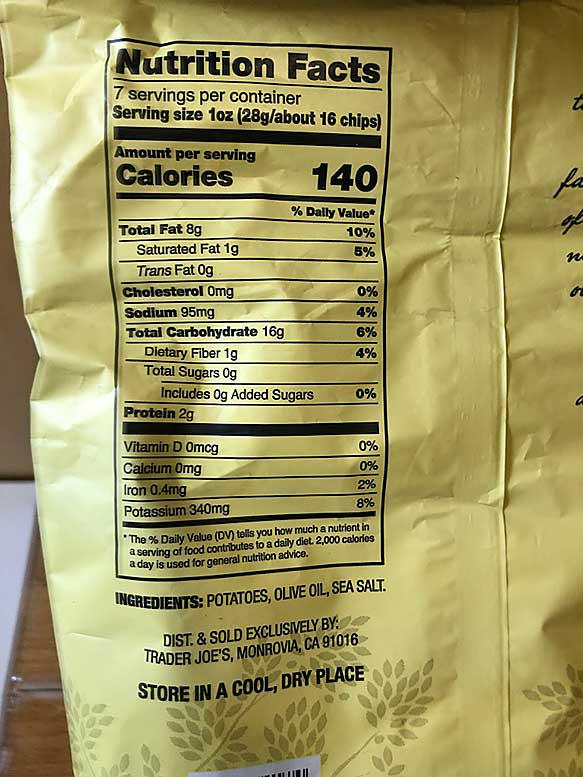 Nutrition Facts
7 servings per container
Serving size 1oz (28g/about 16 chips)
Amount per serving
Calories 140
% Daily Value*
Total Fat 8g 10%
Saturated Fat 1g 5%
Trans Fat 0g
Cholesterol 0mg 0%
Sodium 95mg 4%
Total Carbohydrate 16g 6%
Dietary Fiber 1g 4%
Total Sugars 0g
Includes 0g Added Sugars 0%
Protein 2g
Vitamin D 0mcg 0%
Calcium 0mg 0%
Iron 0.4mg 2%
Potassium 340mg 8%
* The % Daily Value (DV) tells you how much a nutrient in
a serving of food contributes to a daily diet. 2,000 calories
a day is used for general nutrition advice.
INGREDIENTS: POTATOES, OLIVE OIL, SEA SALT.
DIST. & SOLD EXCLUSIVELY BY:
TRADER JOE'S, MONROVIA, CA 91016
STORE IN A COOL, DRY PLACE